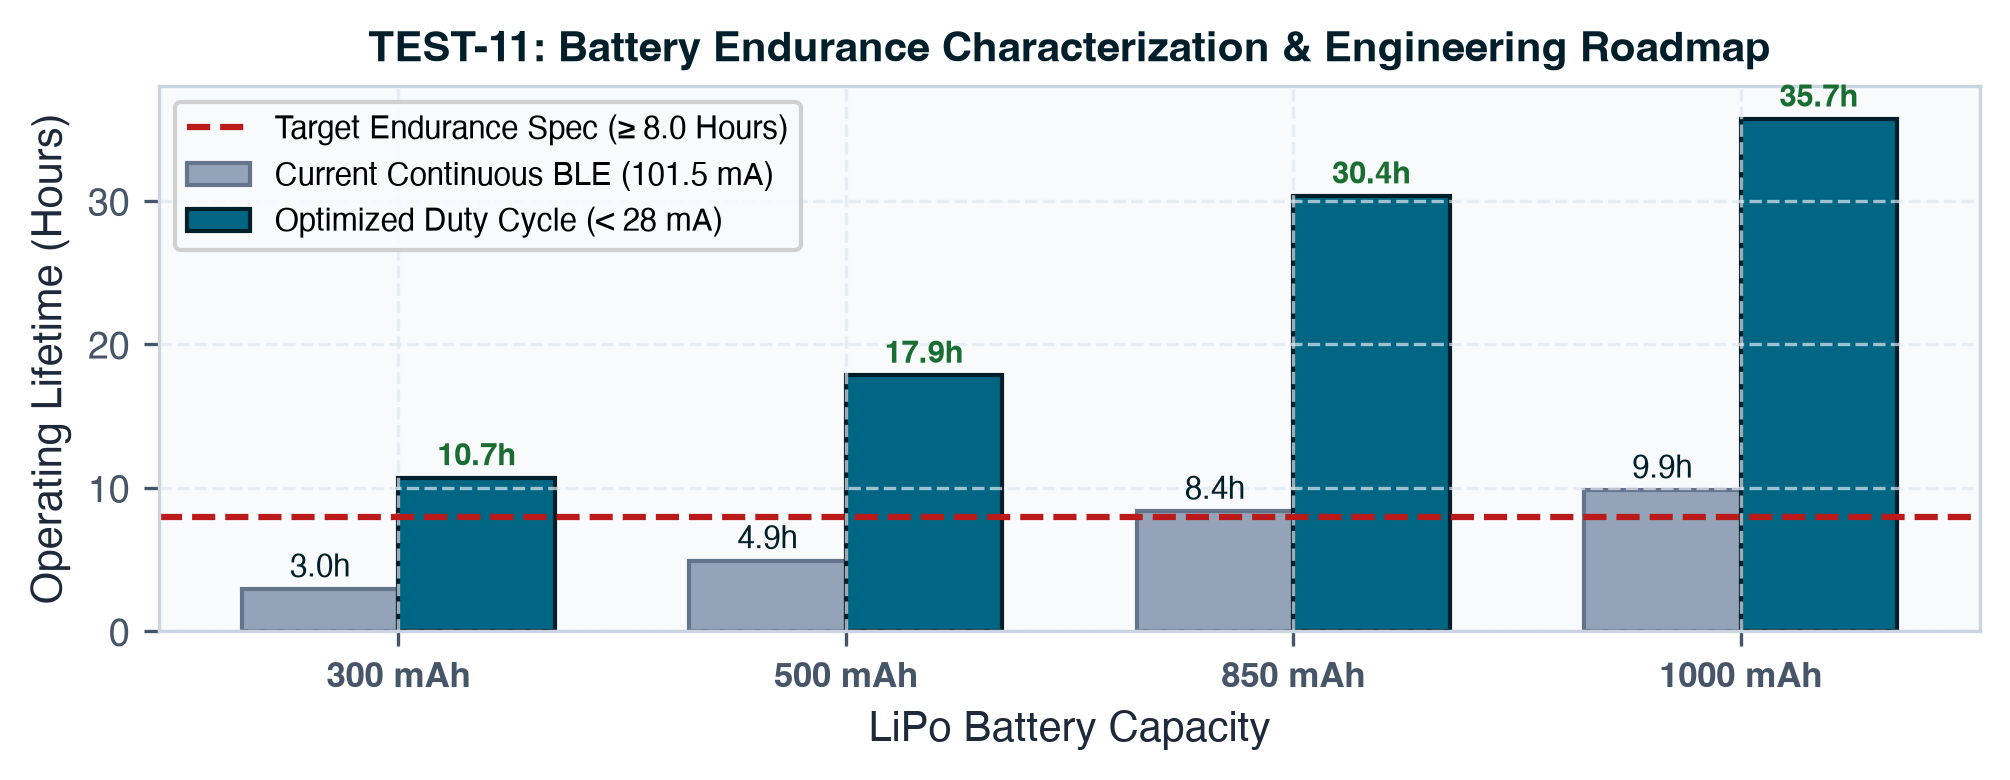 TEST-11: Battery Endurance Characterization & Engineering Roadmap
Target Endurance Spec (≥ 8.0 Hours)
Current Continuous BLE (101.5 mA)
Optimized Duty Cycle (< 28 mA)
Operating Lifetime (Hours)
30
20
10
0
3.0h
10.7h
4.9h
17.9h
8.4h
30.4h
9.9h
35.7h
300 mAh
500 mAh
850 mAh
1000 mAh
LiPo Battery Capacity